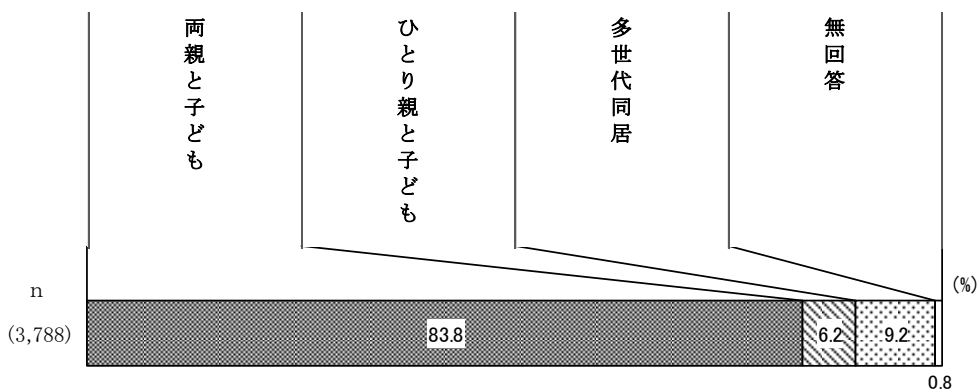 両親と子ども
ひとり親と子ども
多世代同居
無回答
n
(%)
(3,788)
83.8
6.2
9.2
0.8